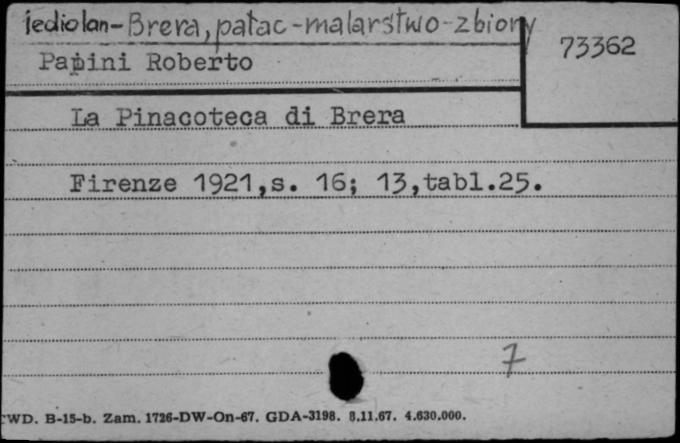 iediolan-Brera, pałac-malarstwo-zbiory
73362
Papini Roberto
La Pinacoteca di Brera
Firenze 1921,s. 16; 13,tabl.25.
7
WD. B-15-b. Zam. 1726-DW-On-67. GDA-3198. 8.11.67. 4.630.000.